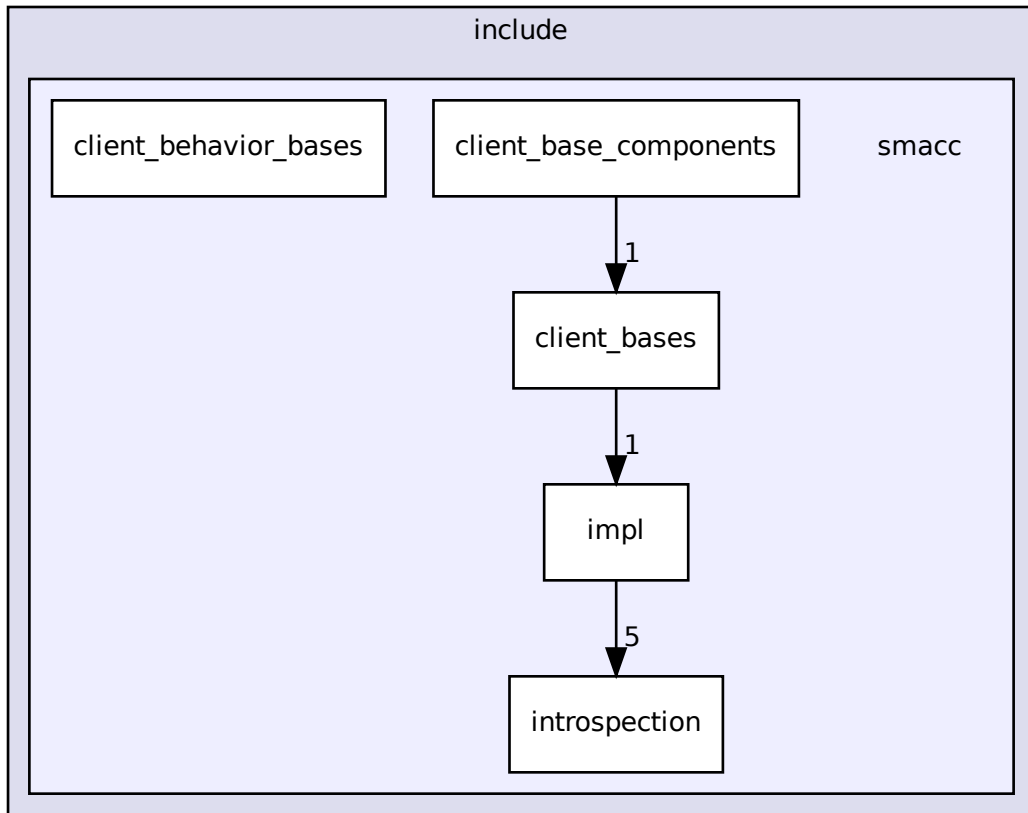 include
client_behavior_bases
client_base_components
smacc
1
client_bases
1
impl
5
introspection